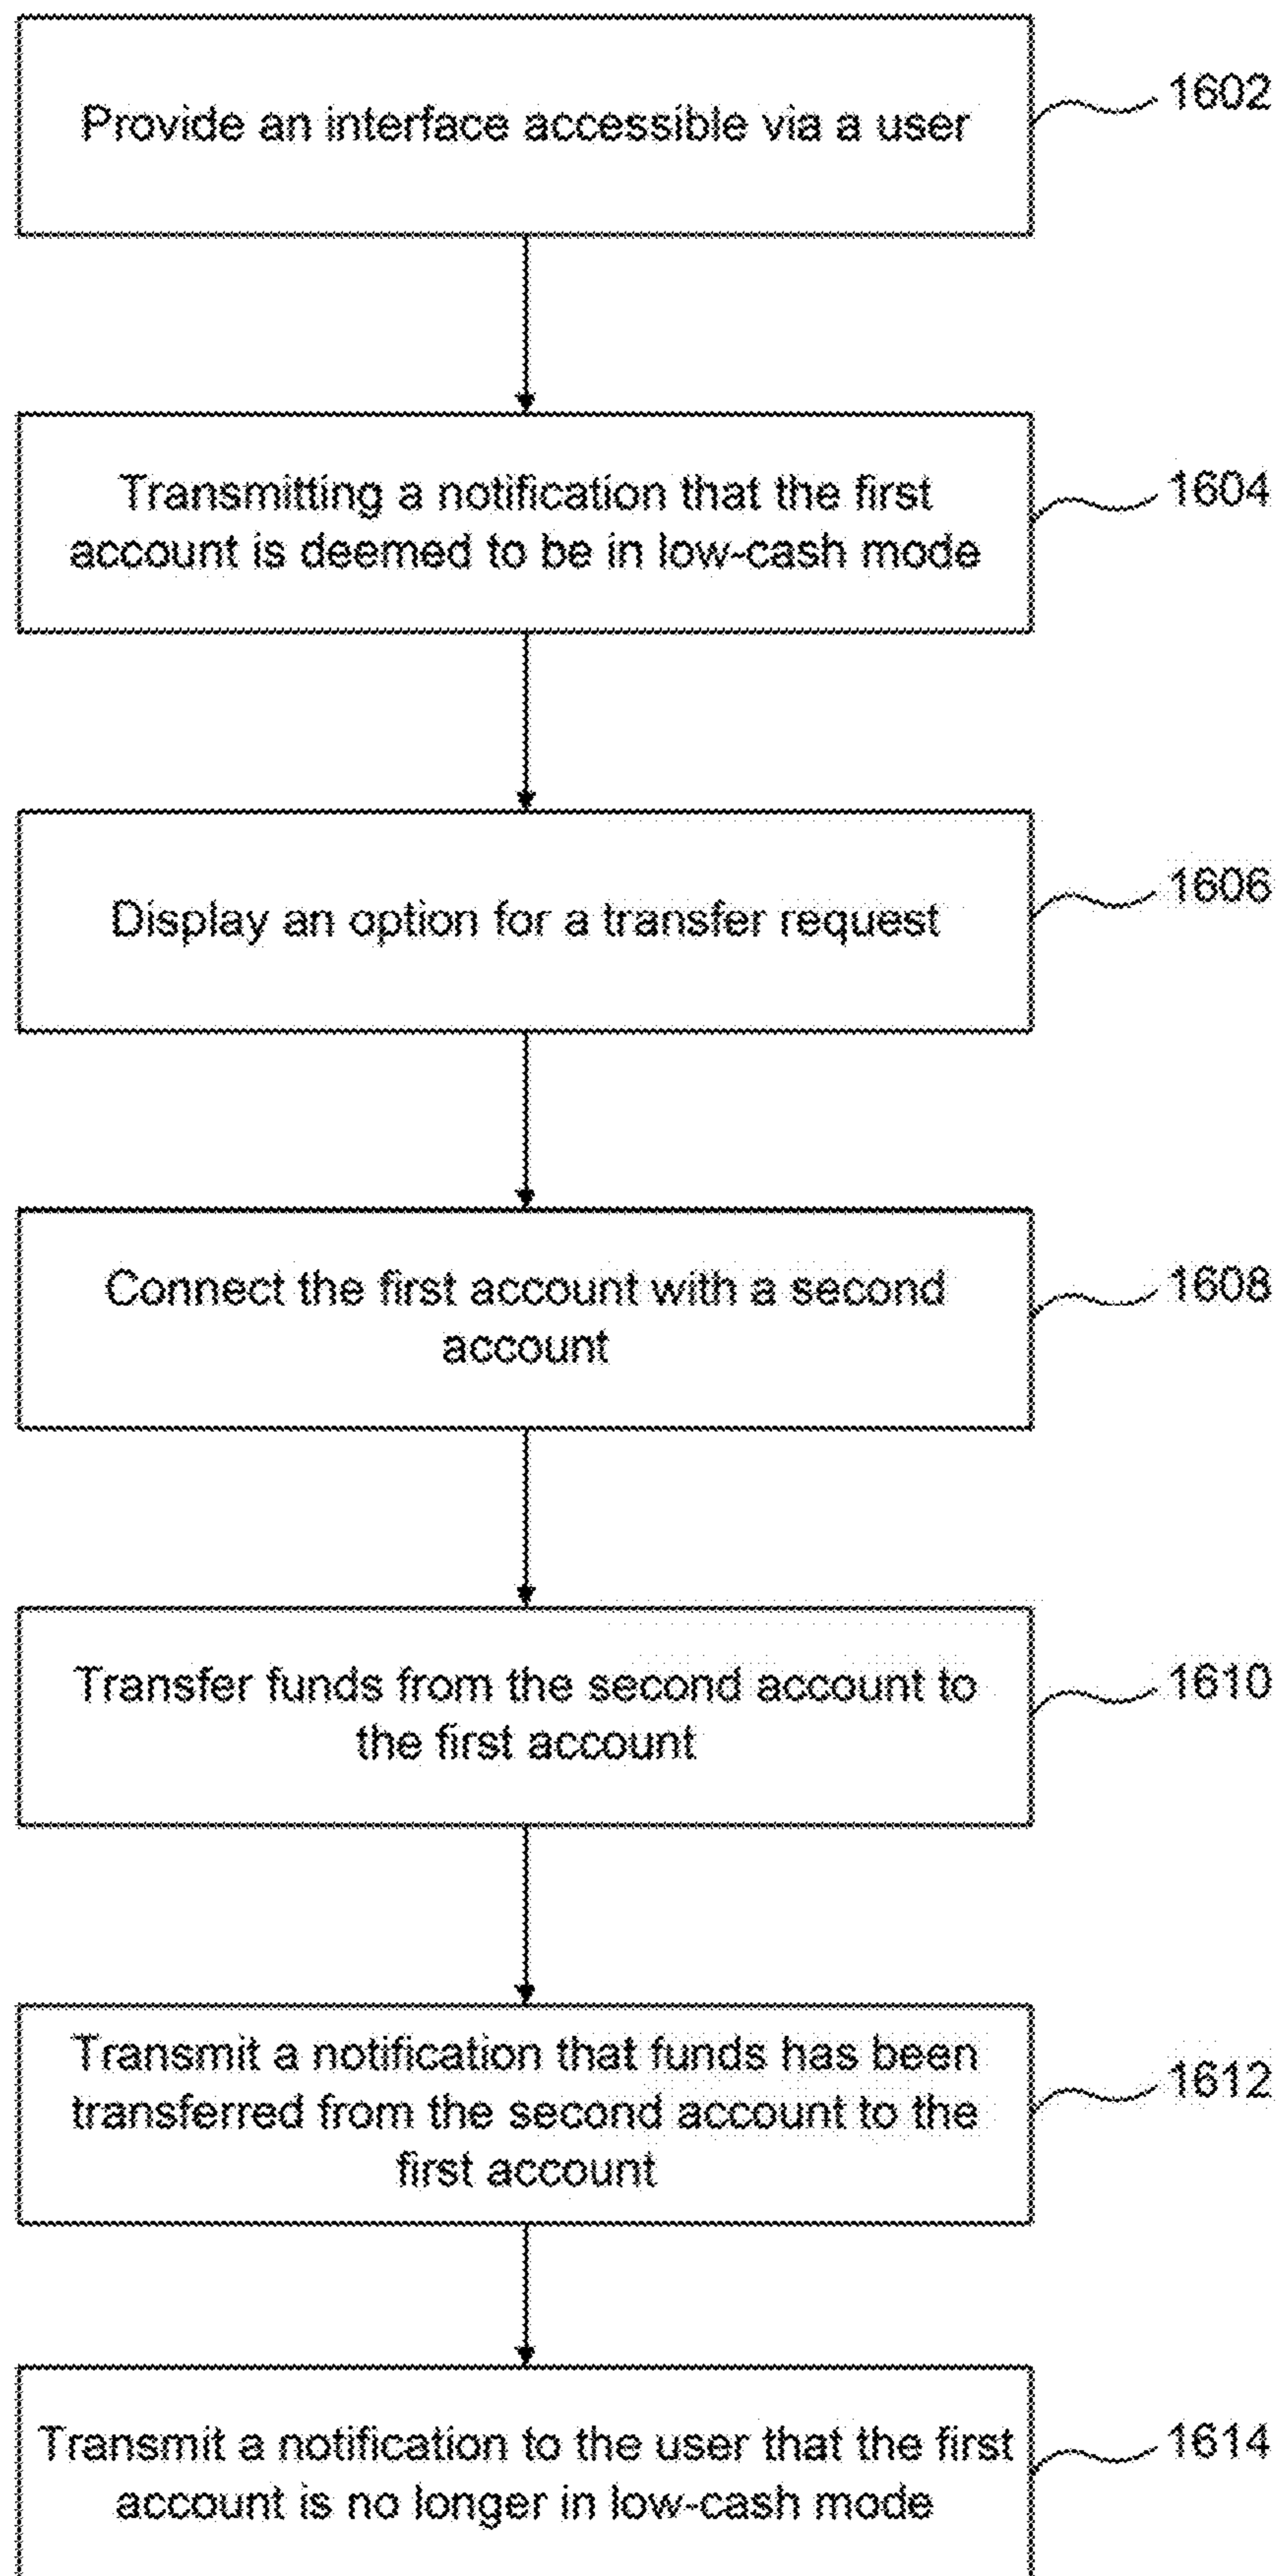 Provide an interface accessible via a user
1602
Transmitting a notification that the first
account is deemed to be in low-cash mode
1604
Display an option for a transfer request
1606
Connect the first account with a second
account
1608
Transfer funds from the second account to
the first account
1610
Transmit a notification that funds has been
transferred from the second account to the
first account
1612
Transmit a notification to the user that the first
account is no longer in low-cash mode
1614